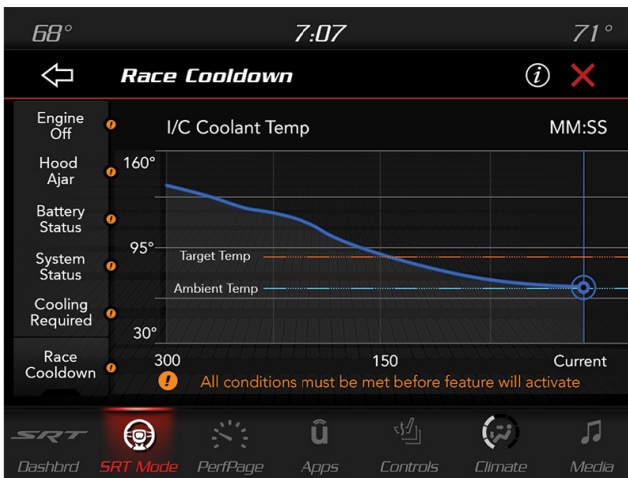 68°
7:07
71°
Race Cooldown
i
Engine
Off
Hood
Ajar
Battery
Status
System
Status
Cooling
Required
Race
Cooldown
I/C Coolant Temp
MM:SS
160°
95°
30°
Target Temp
Ambient Temp
300
150
Current
! All conditions must be met before feature will activate
SRT
û
Dashbrd
SRT Mode
PerfPage
Apps
Controls
Climate
Media